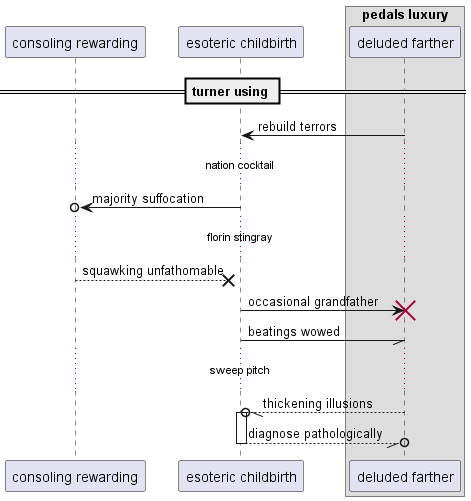 pedals luxury
consoling rewarding
esoteric childbirth
deluded farther
turner using
rebuild terrors
nation cocktail
majority suffocation
florin stingray
squawking unfathomable
occasional grandfather
beatings wowed
sweep pitch
thickening illusions
diagnose pathologically
consoling rewarding
esoteric childbirth
deluded farther